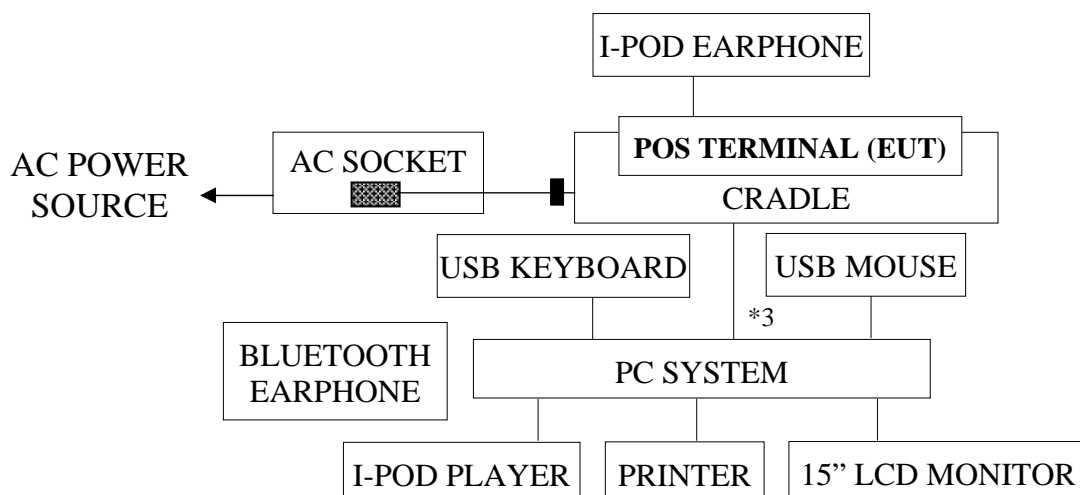 I-POD EARPHONE
POS TERMINAL (EUT)
CRADLE
AC SOCKET
AC POWER
SOURCE
USB KEYBOARD
USB MOUSE
*3
BLUETOOTH
EARPHONE
PC SYSTEM
I-POD PLAYER
PRINTER
15” LCD MONITOR